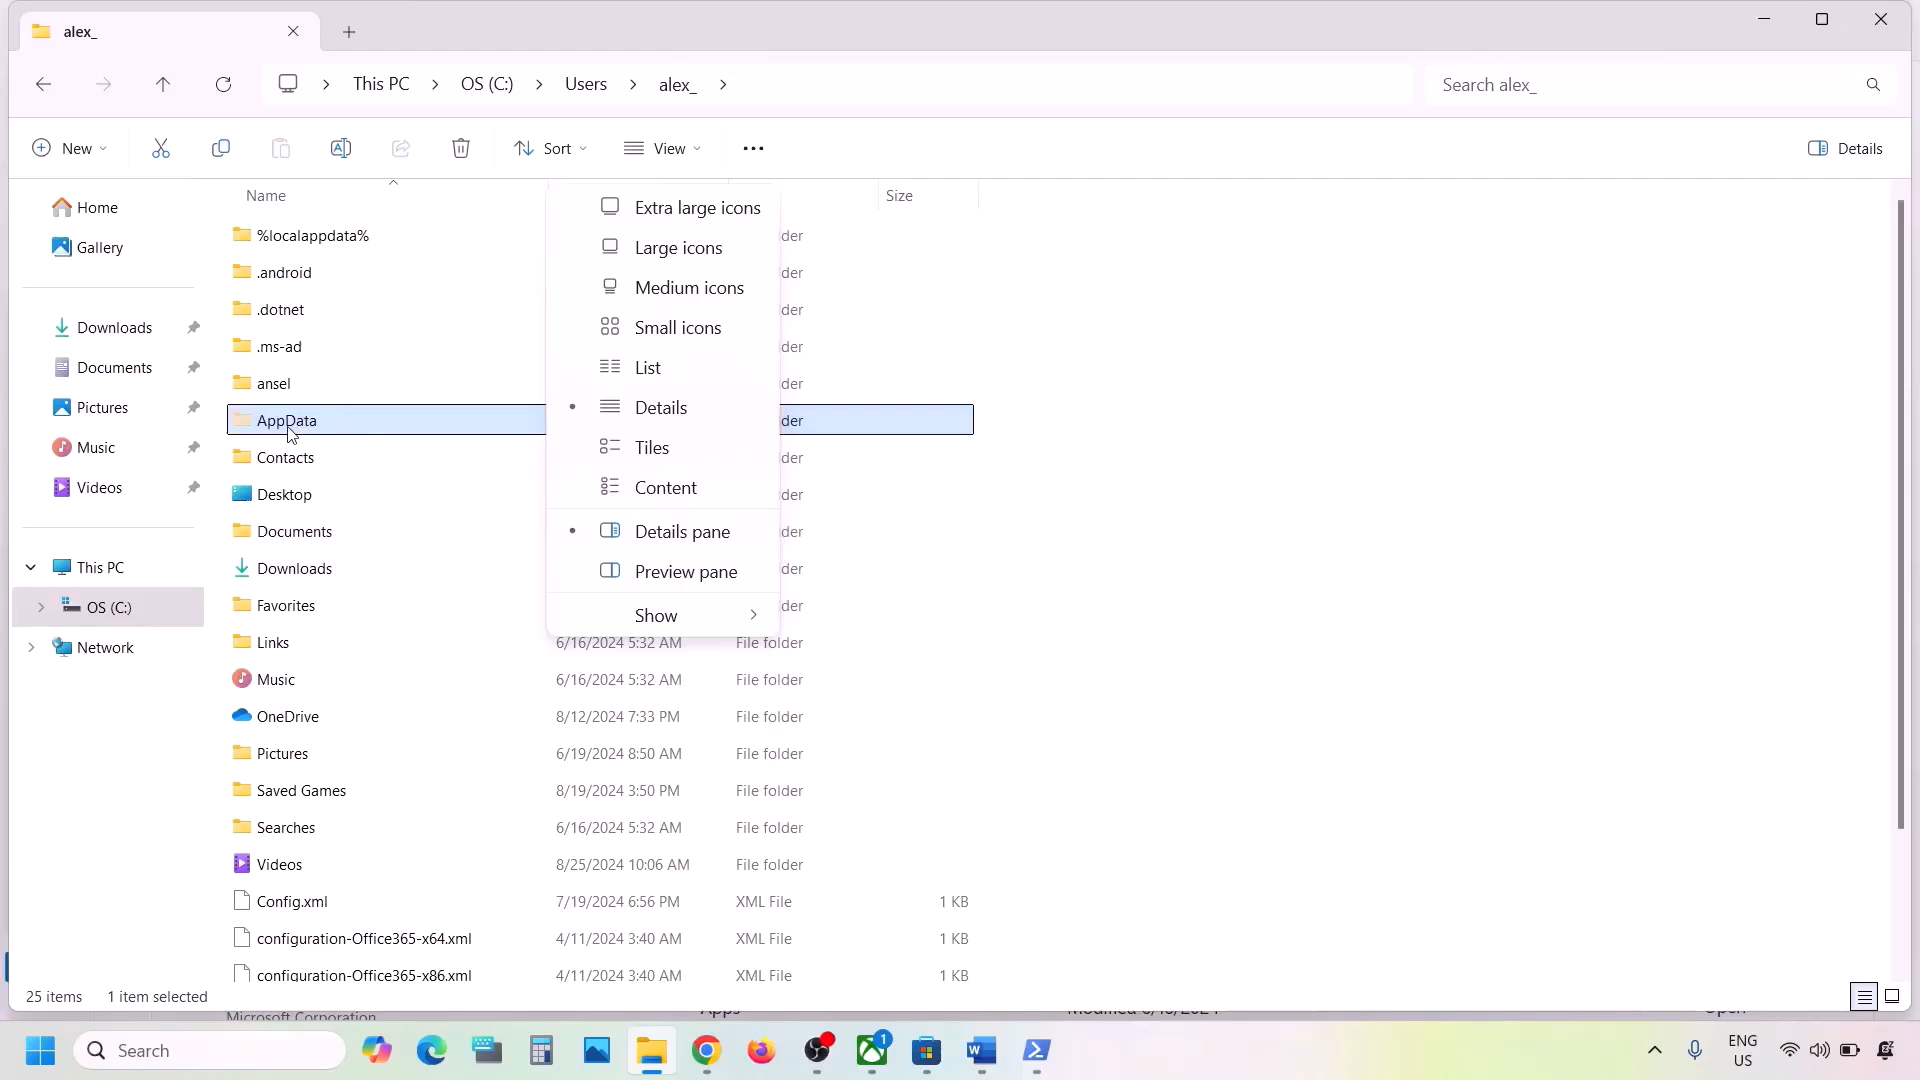 alex_
This PC > OS (C:) > Users > alex_ >
Search alex_
New
Sort
View
Details
Name
Size
Home
Gallery
Downloads
Documents
Pictures
Music
Videos
This PC
OS (C:)
Network
%localappdata% der
.android der
.dotnet der
.ms-ad der
ansel der
AppData der
Contacts der
Desktop der
Documents der
Downloads der
Favorites der
Links 6/16/2024 5:32 AM File folder
Music 6/16/2024 5:32 AM File folder
OneDrive 8/12/2024 7:33 PM File folder
Pictures 6/19/2024 8:50 AM File folder
Saved Games 8/19/2024 3:50 PM File folder
Searches 6/16/2024 5:32 AM File folder
Videos 8/25/2024 10:06 AM File folder
Config.xml 7/19/2024 6:56 PM XML File 1 KB
configuration-Office365-x64.xml 4/11/2024 3:40 AM XML File 1 KB
configuration-Office365-x86.xml 4/11/2024 3:40 AM XML File 1 KB
Extra large icons
Large icons
Medium icons
Small icons
List
Details
Tiles
Content
Details pane
Preview pane
Show
25 items 1 item selected
Microsoft Corporation
Search
1
ENG
US